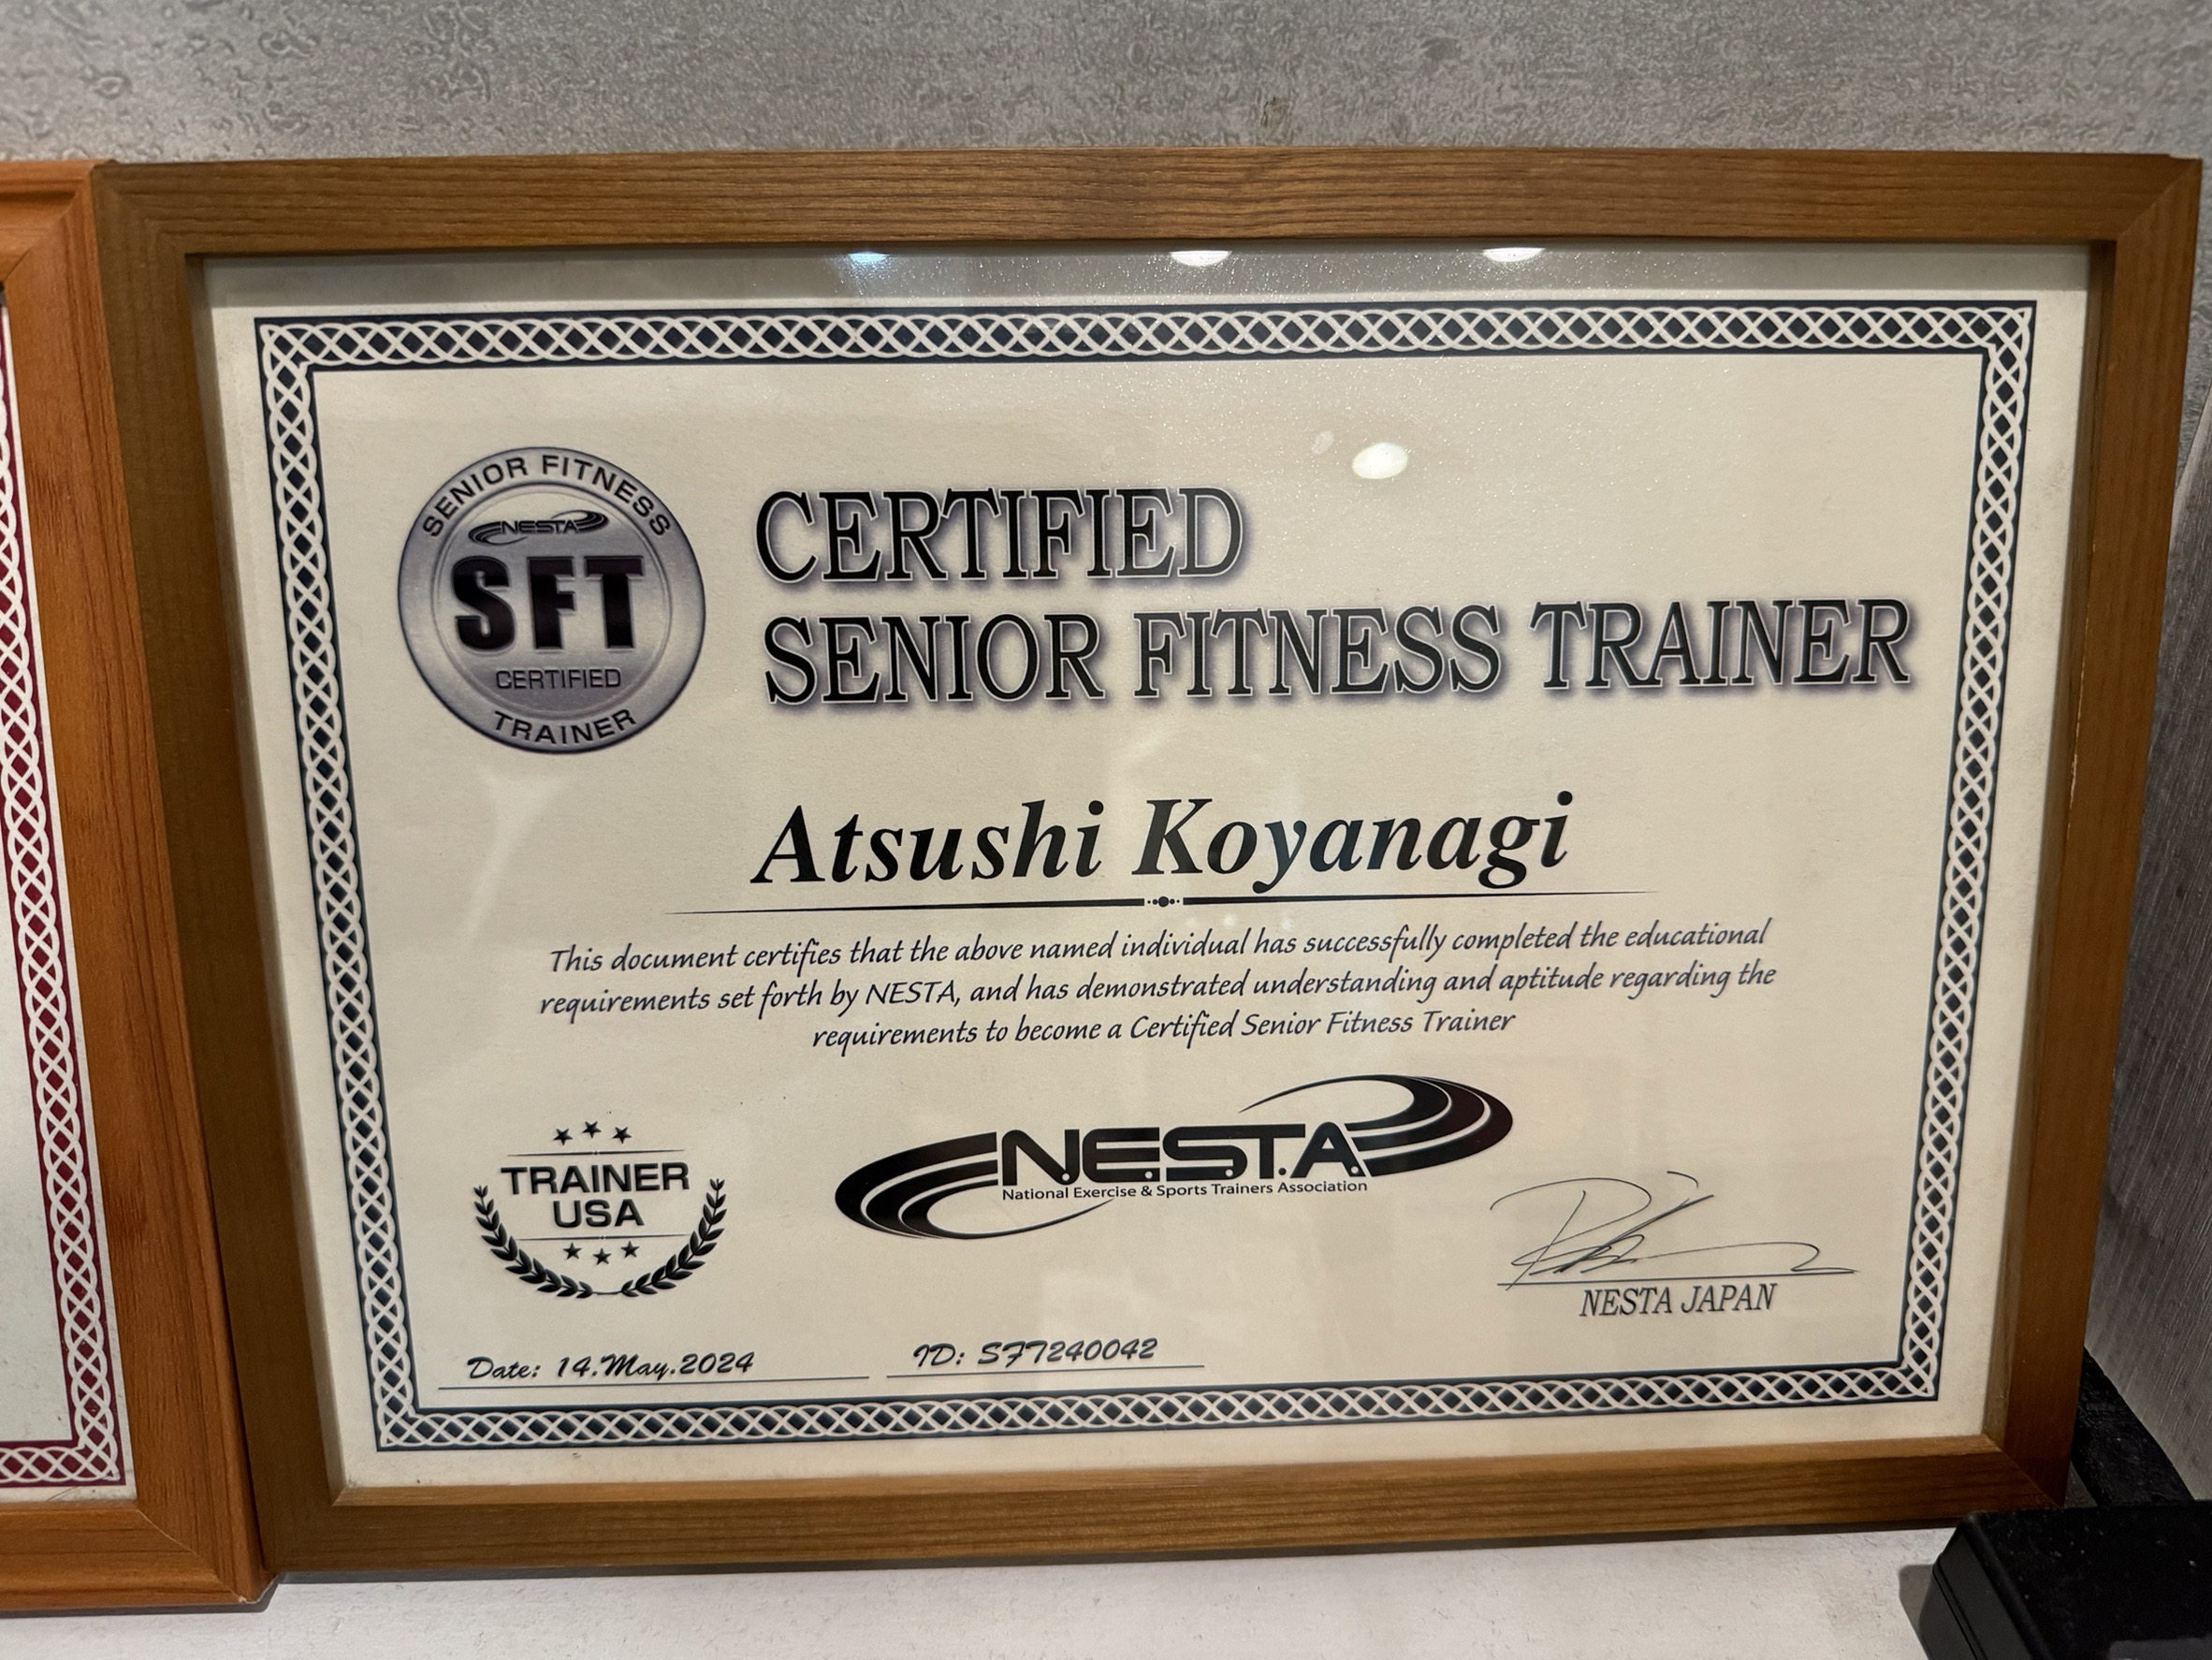 SENIOR FITNESS
NESTA
SFT
CERTIFIED
TRAINER
CERTIFIED
SENIOR FITNESS TRAINER
Atsushi Koyanagi
This document certifies that the above named individual has successfully completed the educational
requirements set forth by NESTA, and has demonstrated understanding and aptitude regarding the
requirements to become a Certified Senior Fitness Trainer
TRAINER
USA
N.E.S.T.A.
National Exercise & Sports Trainers Association
NESTA JAPAN
Date: 14.May.2024
ID: SFT240042